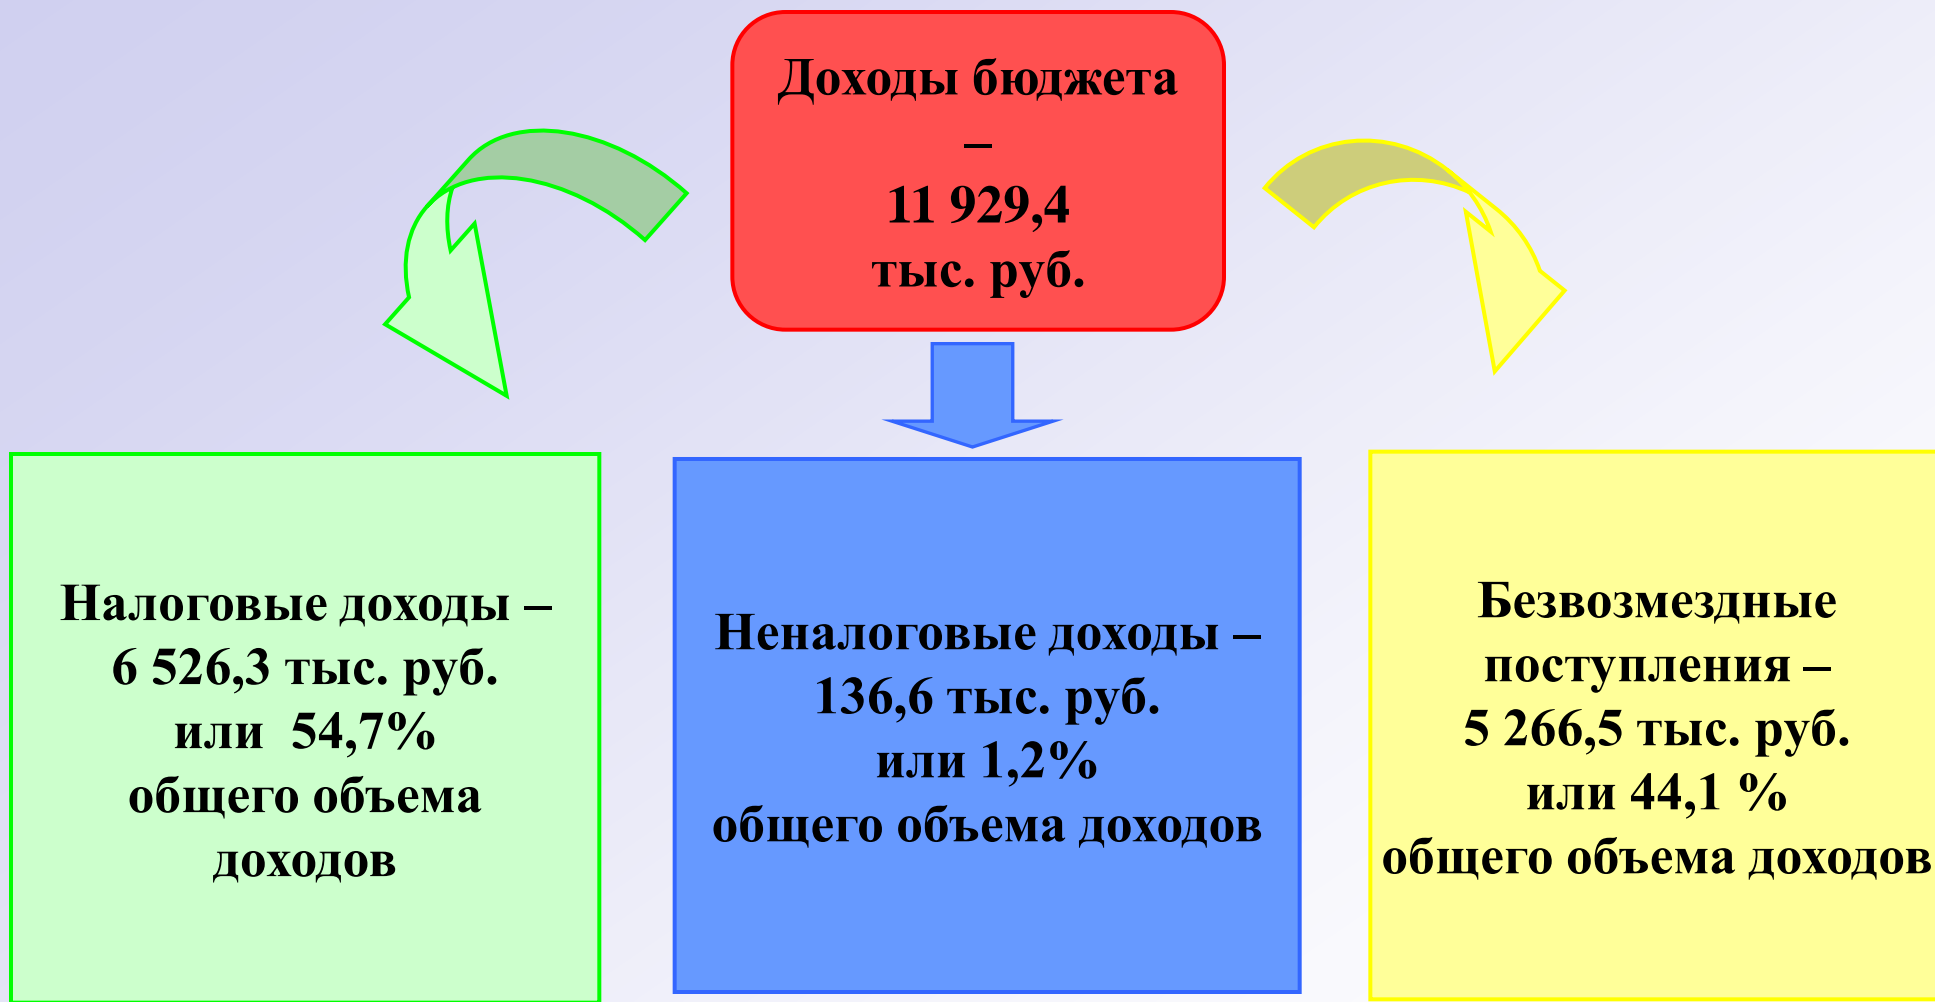 Доходы бюджета
–
11 929,4
тыс. руб.
Налоговые доходы –
6 526,3 тыс. руб.
или 54,7%
общего объема
доходов
Неналоговые доходы –
136,6 тыс. руб.
или 1,2%
общего объема доходов
Безвозмездные
поступления –
5 266,5 тыс. руб.
или 44,1 %
общего объема доходов